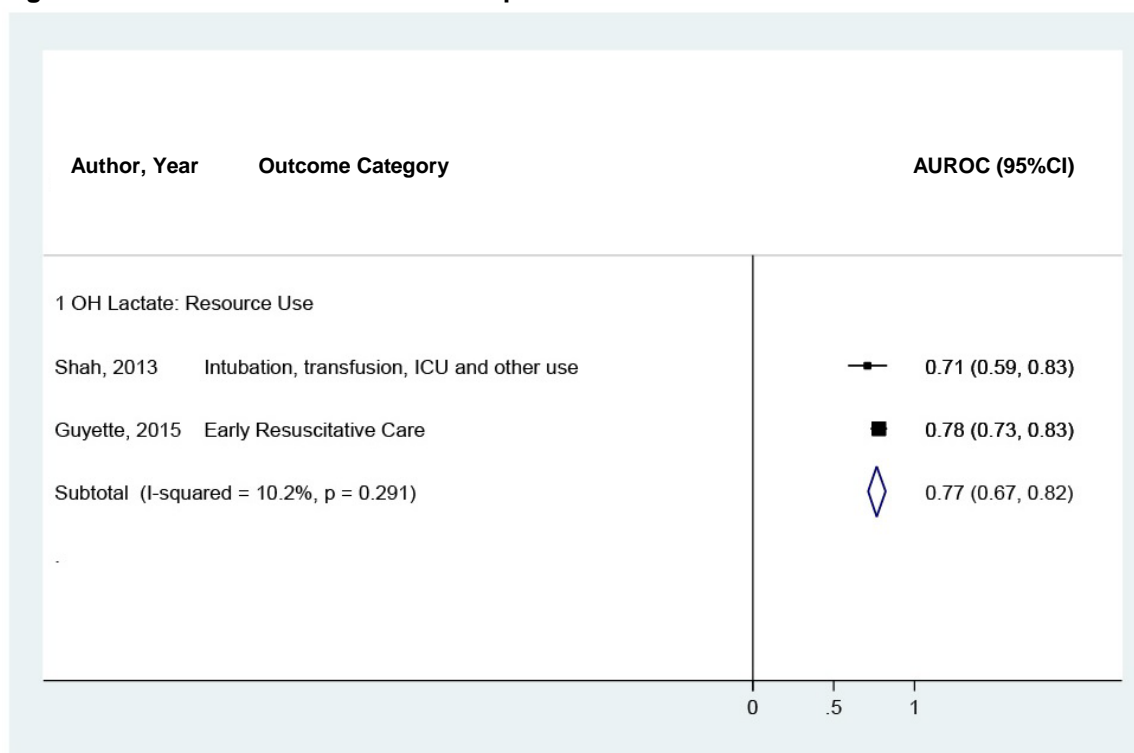 Author, Year Outcome Category AUROC (95%CI)
1 OH Lactate: Resource Use
Shah, 2013 Intubation, transfusion, ICU and other use 0.71 (0.59, 0.83)
Guyette, 2015 Early Resuscitative Care 0.78 (0.73, 0.83)
Subtotal (I-squared = 10.2%, p = 0.291) 0.77 (0.67, 0.82)
.
0 .5 1